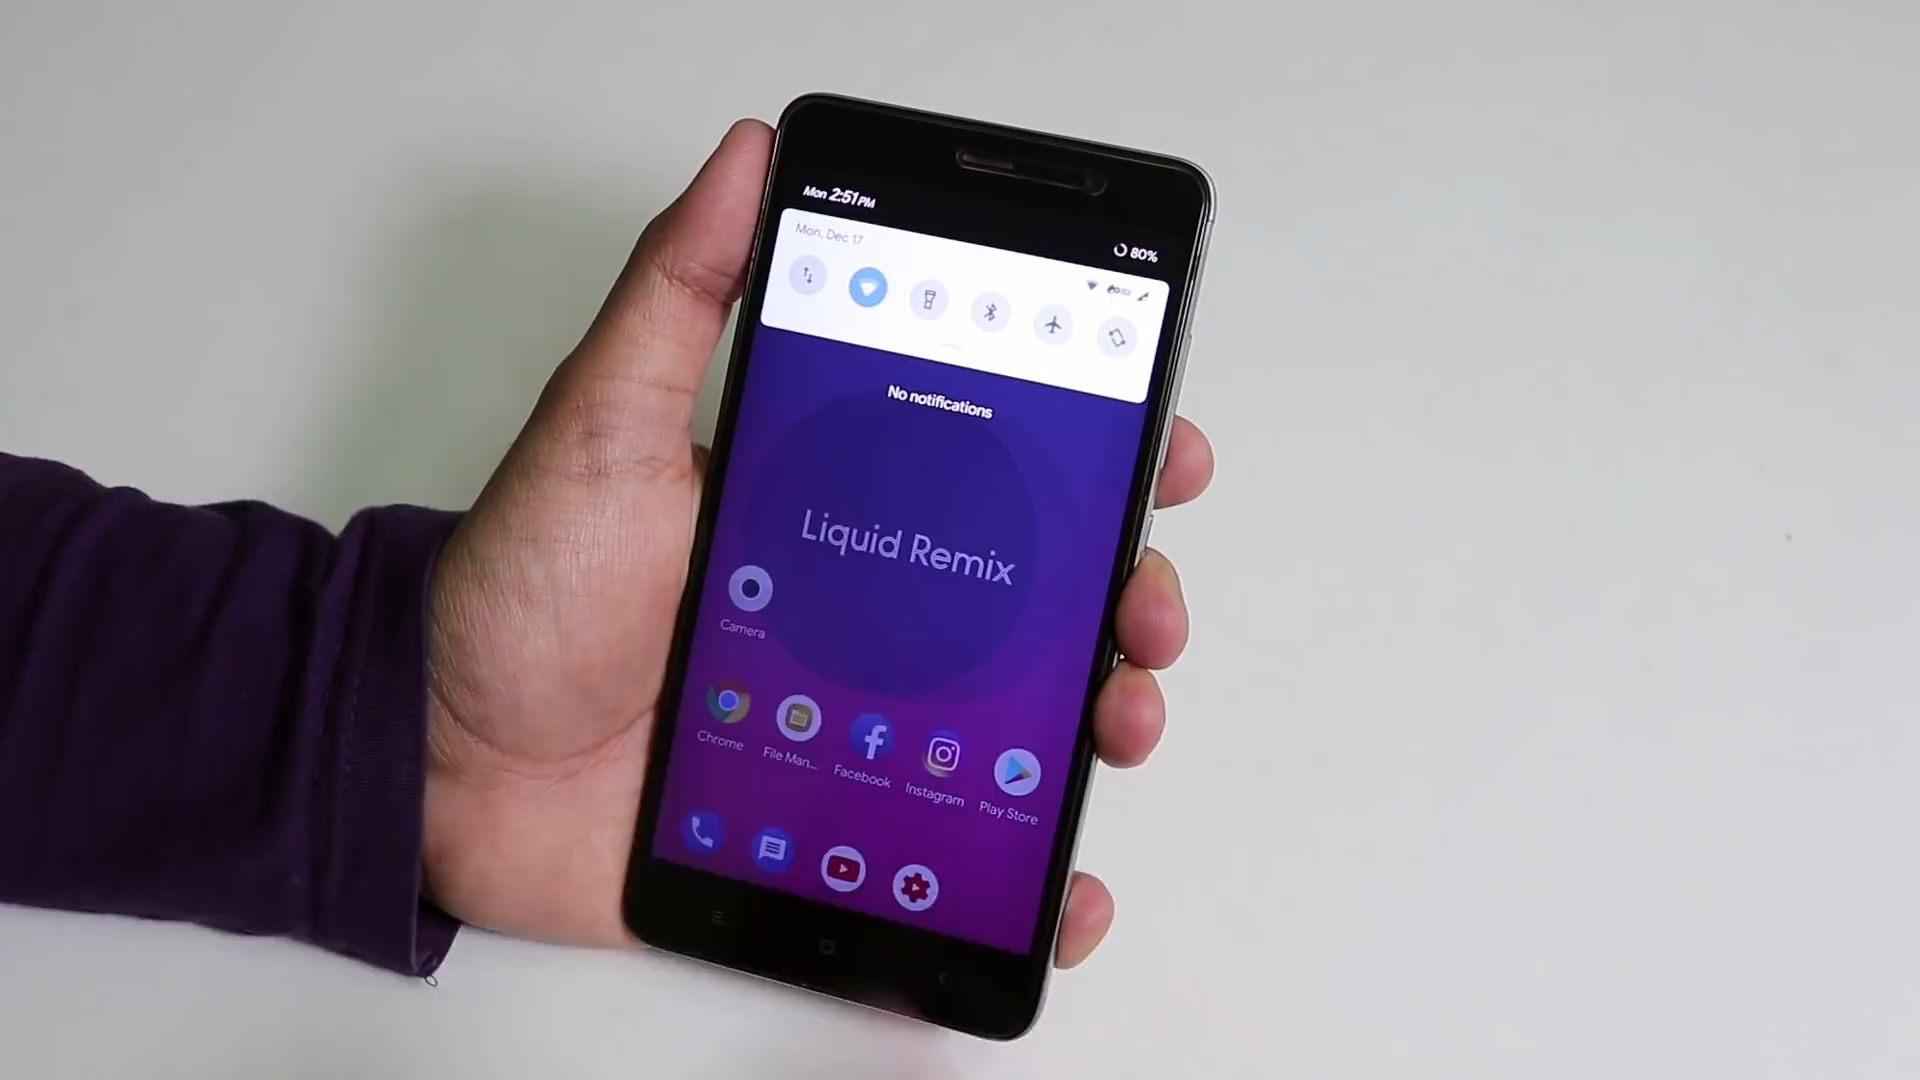 Mon 2:51 PM
80%
Mon, Dec 17
No notifications
Liquid Remix
Camera
Chrome
File Man...
Facebook
Instagram
Play Store